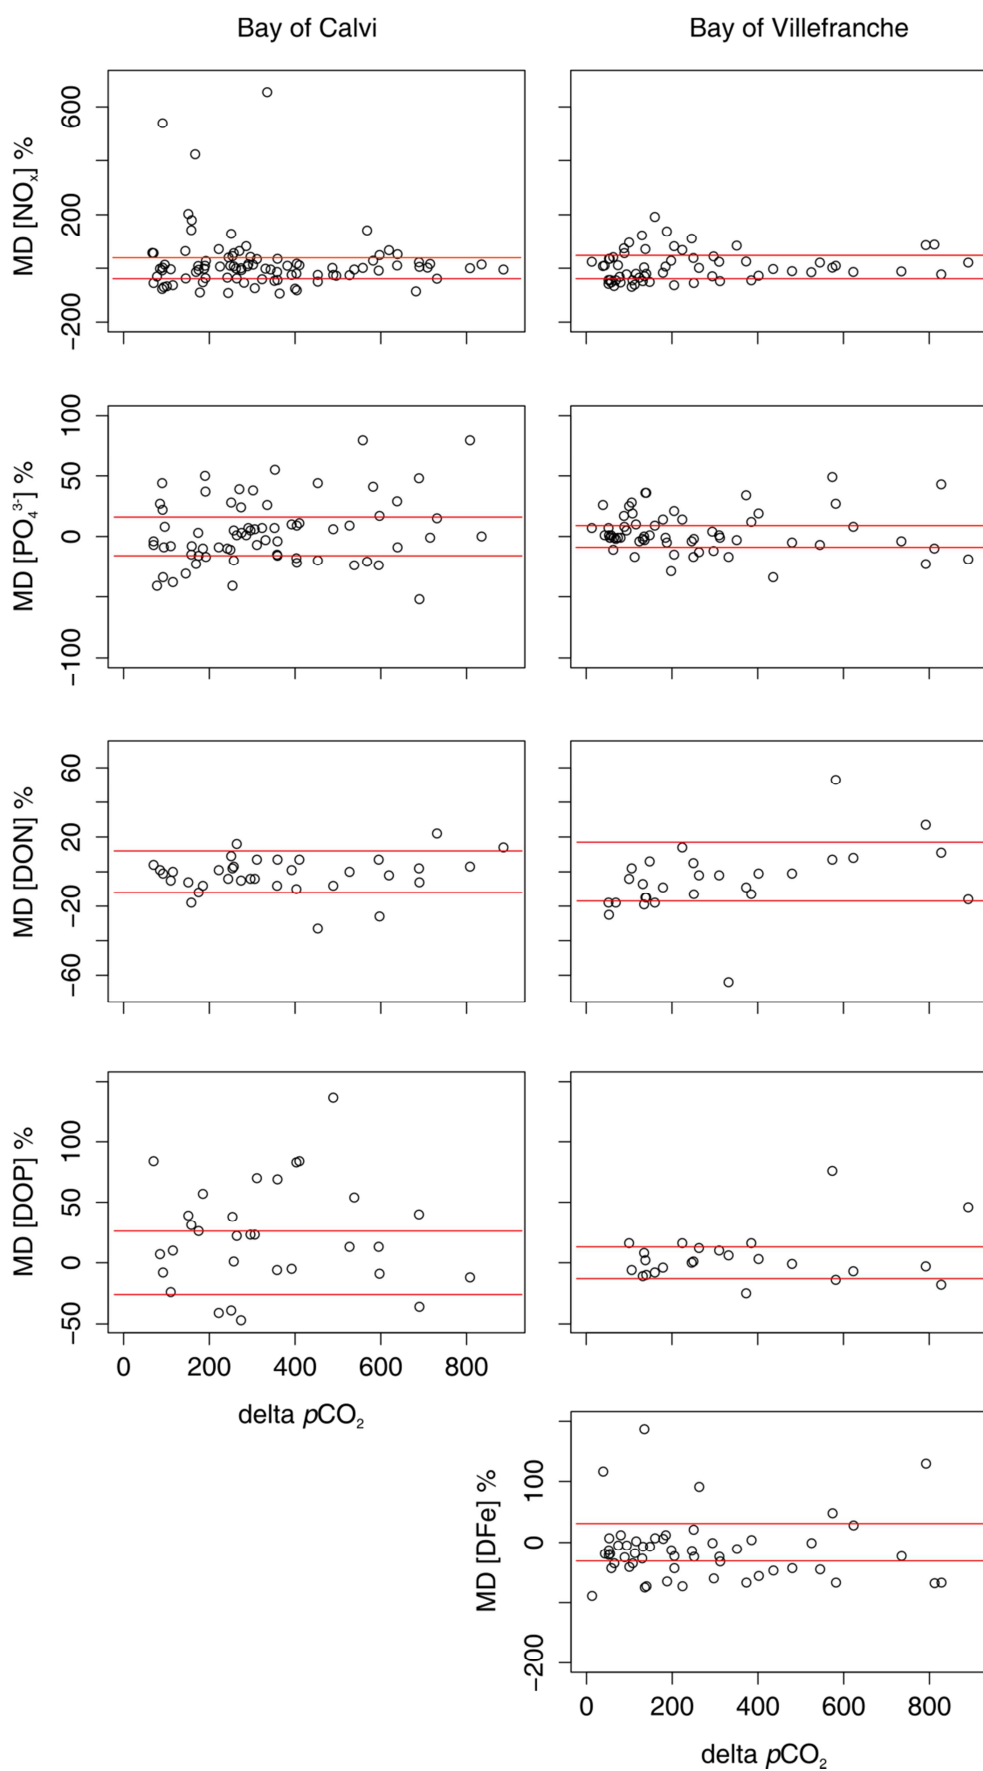 Bay of Calvi Bay of Villefranche
MD [NOₓ] %
600
200
−200
MD [PO₄³⁻] %
100
50
0
−100
MD [DON] %
60
20
−20
−60
MD [DOP] %
100
50
0
−50
0 200 400 600 800
delta pCO₂
MD [DFe] %
100
0
−200
0 200 400 600 800
delta pCO₂